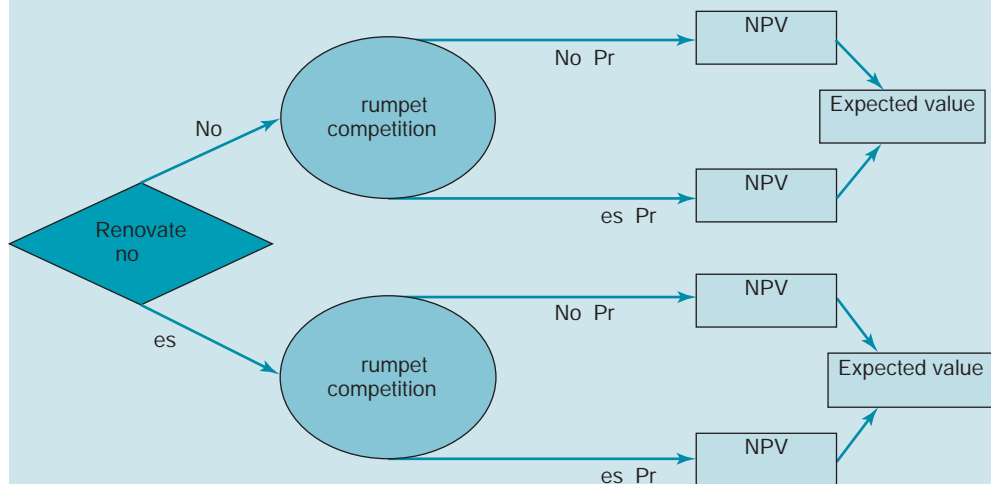 NPV
No Pr
Expected value
rumpet
competition
No
es Pr
NPV
Renovate
no
NPV
No Pr
es
Expected value
rumpet
competition
NPV
es Pr